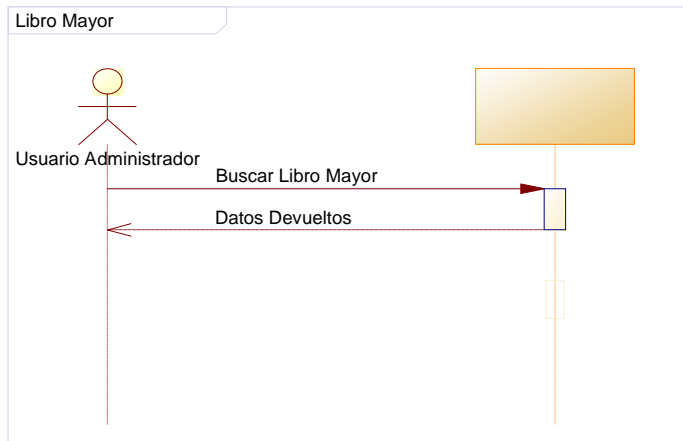 Libro Mayor
Usuario Administrador
Buscar Libro Mayor
Datos Devueltos